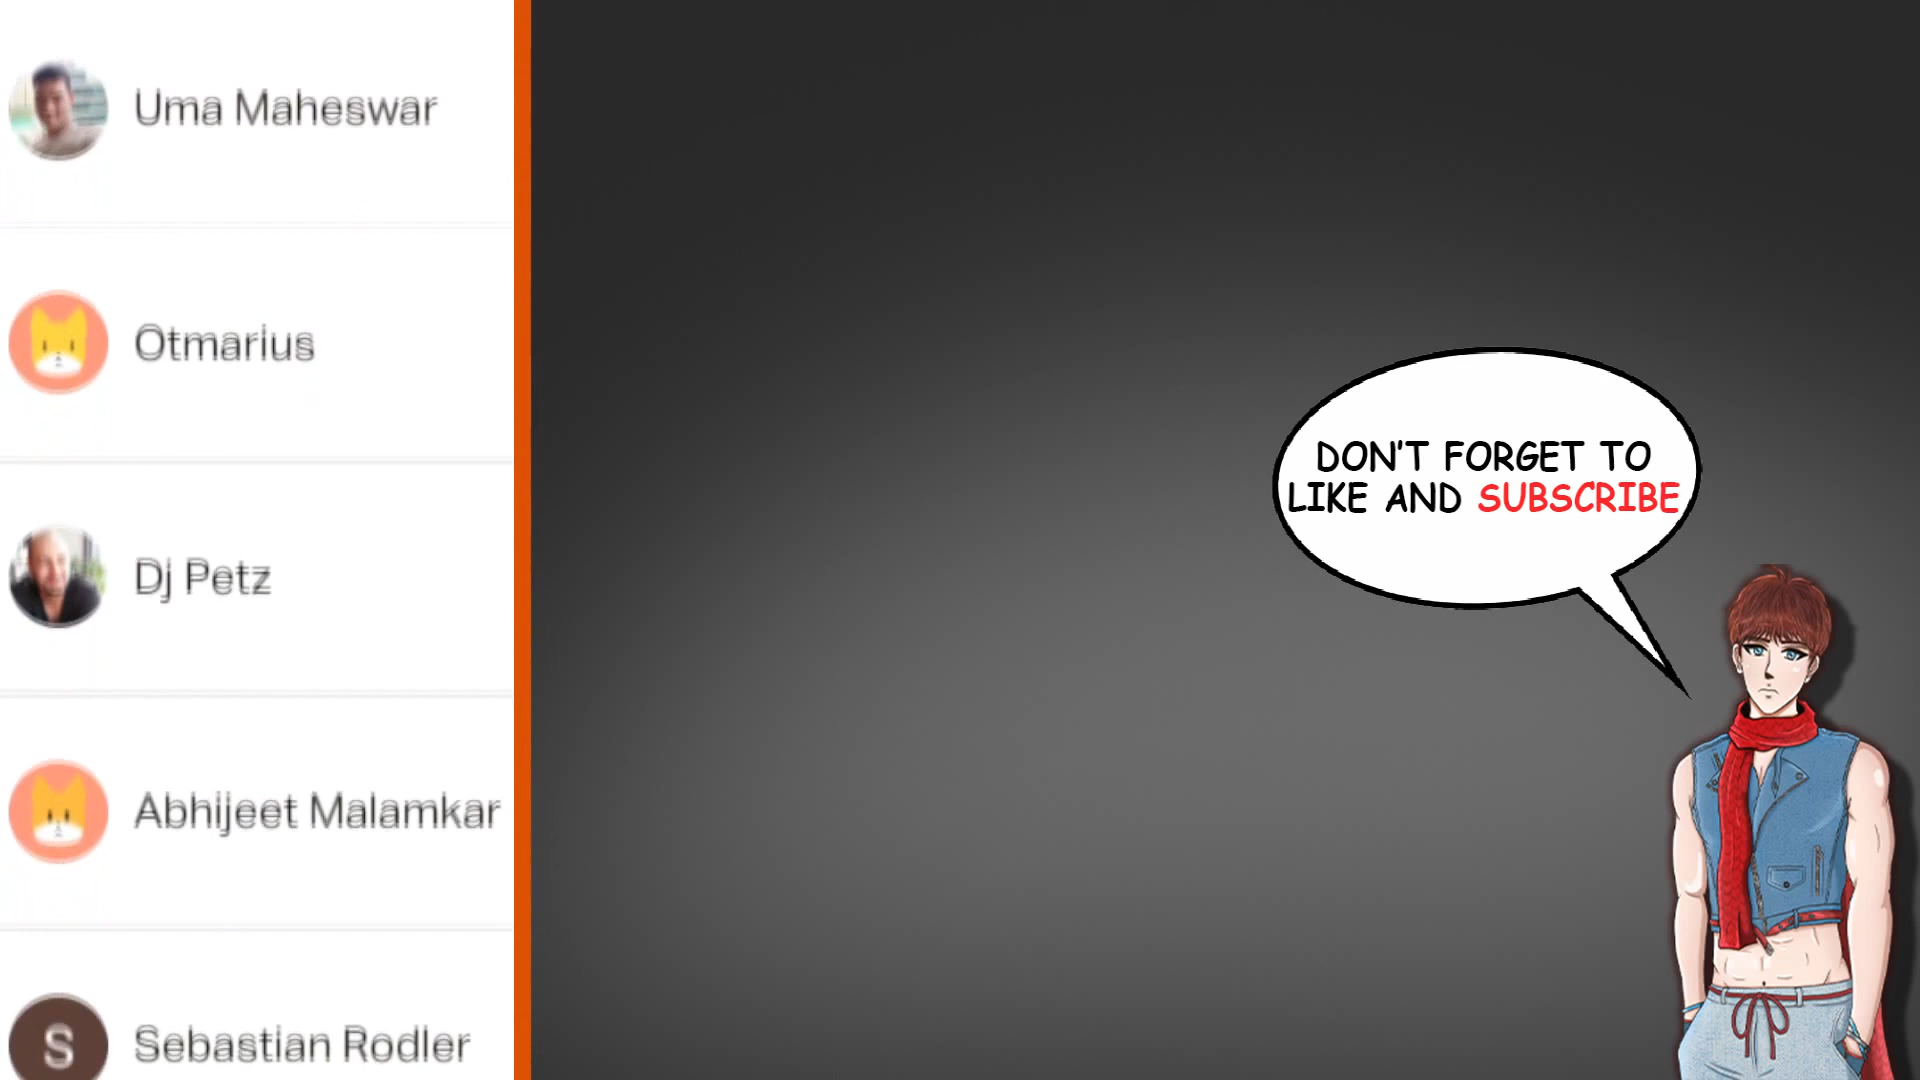 Uma Maheswar
Otmarius
Dj Petz
Abhijeet Malamkar
S
Sebastian Rodler
DON'T FORGET TO
LIKE AND SUBSCRIBE